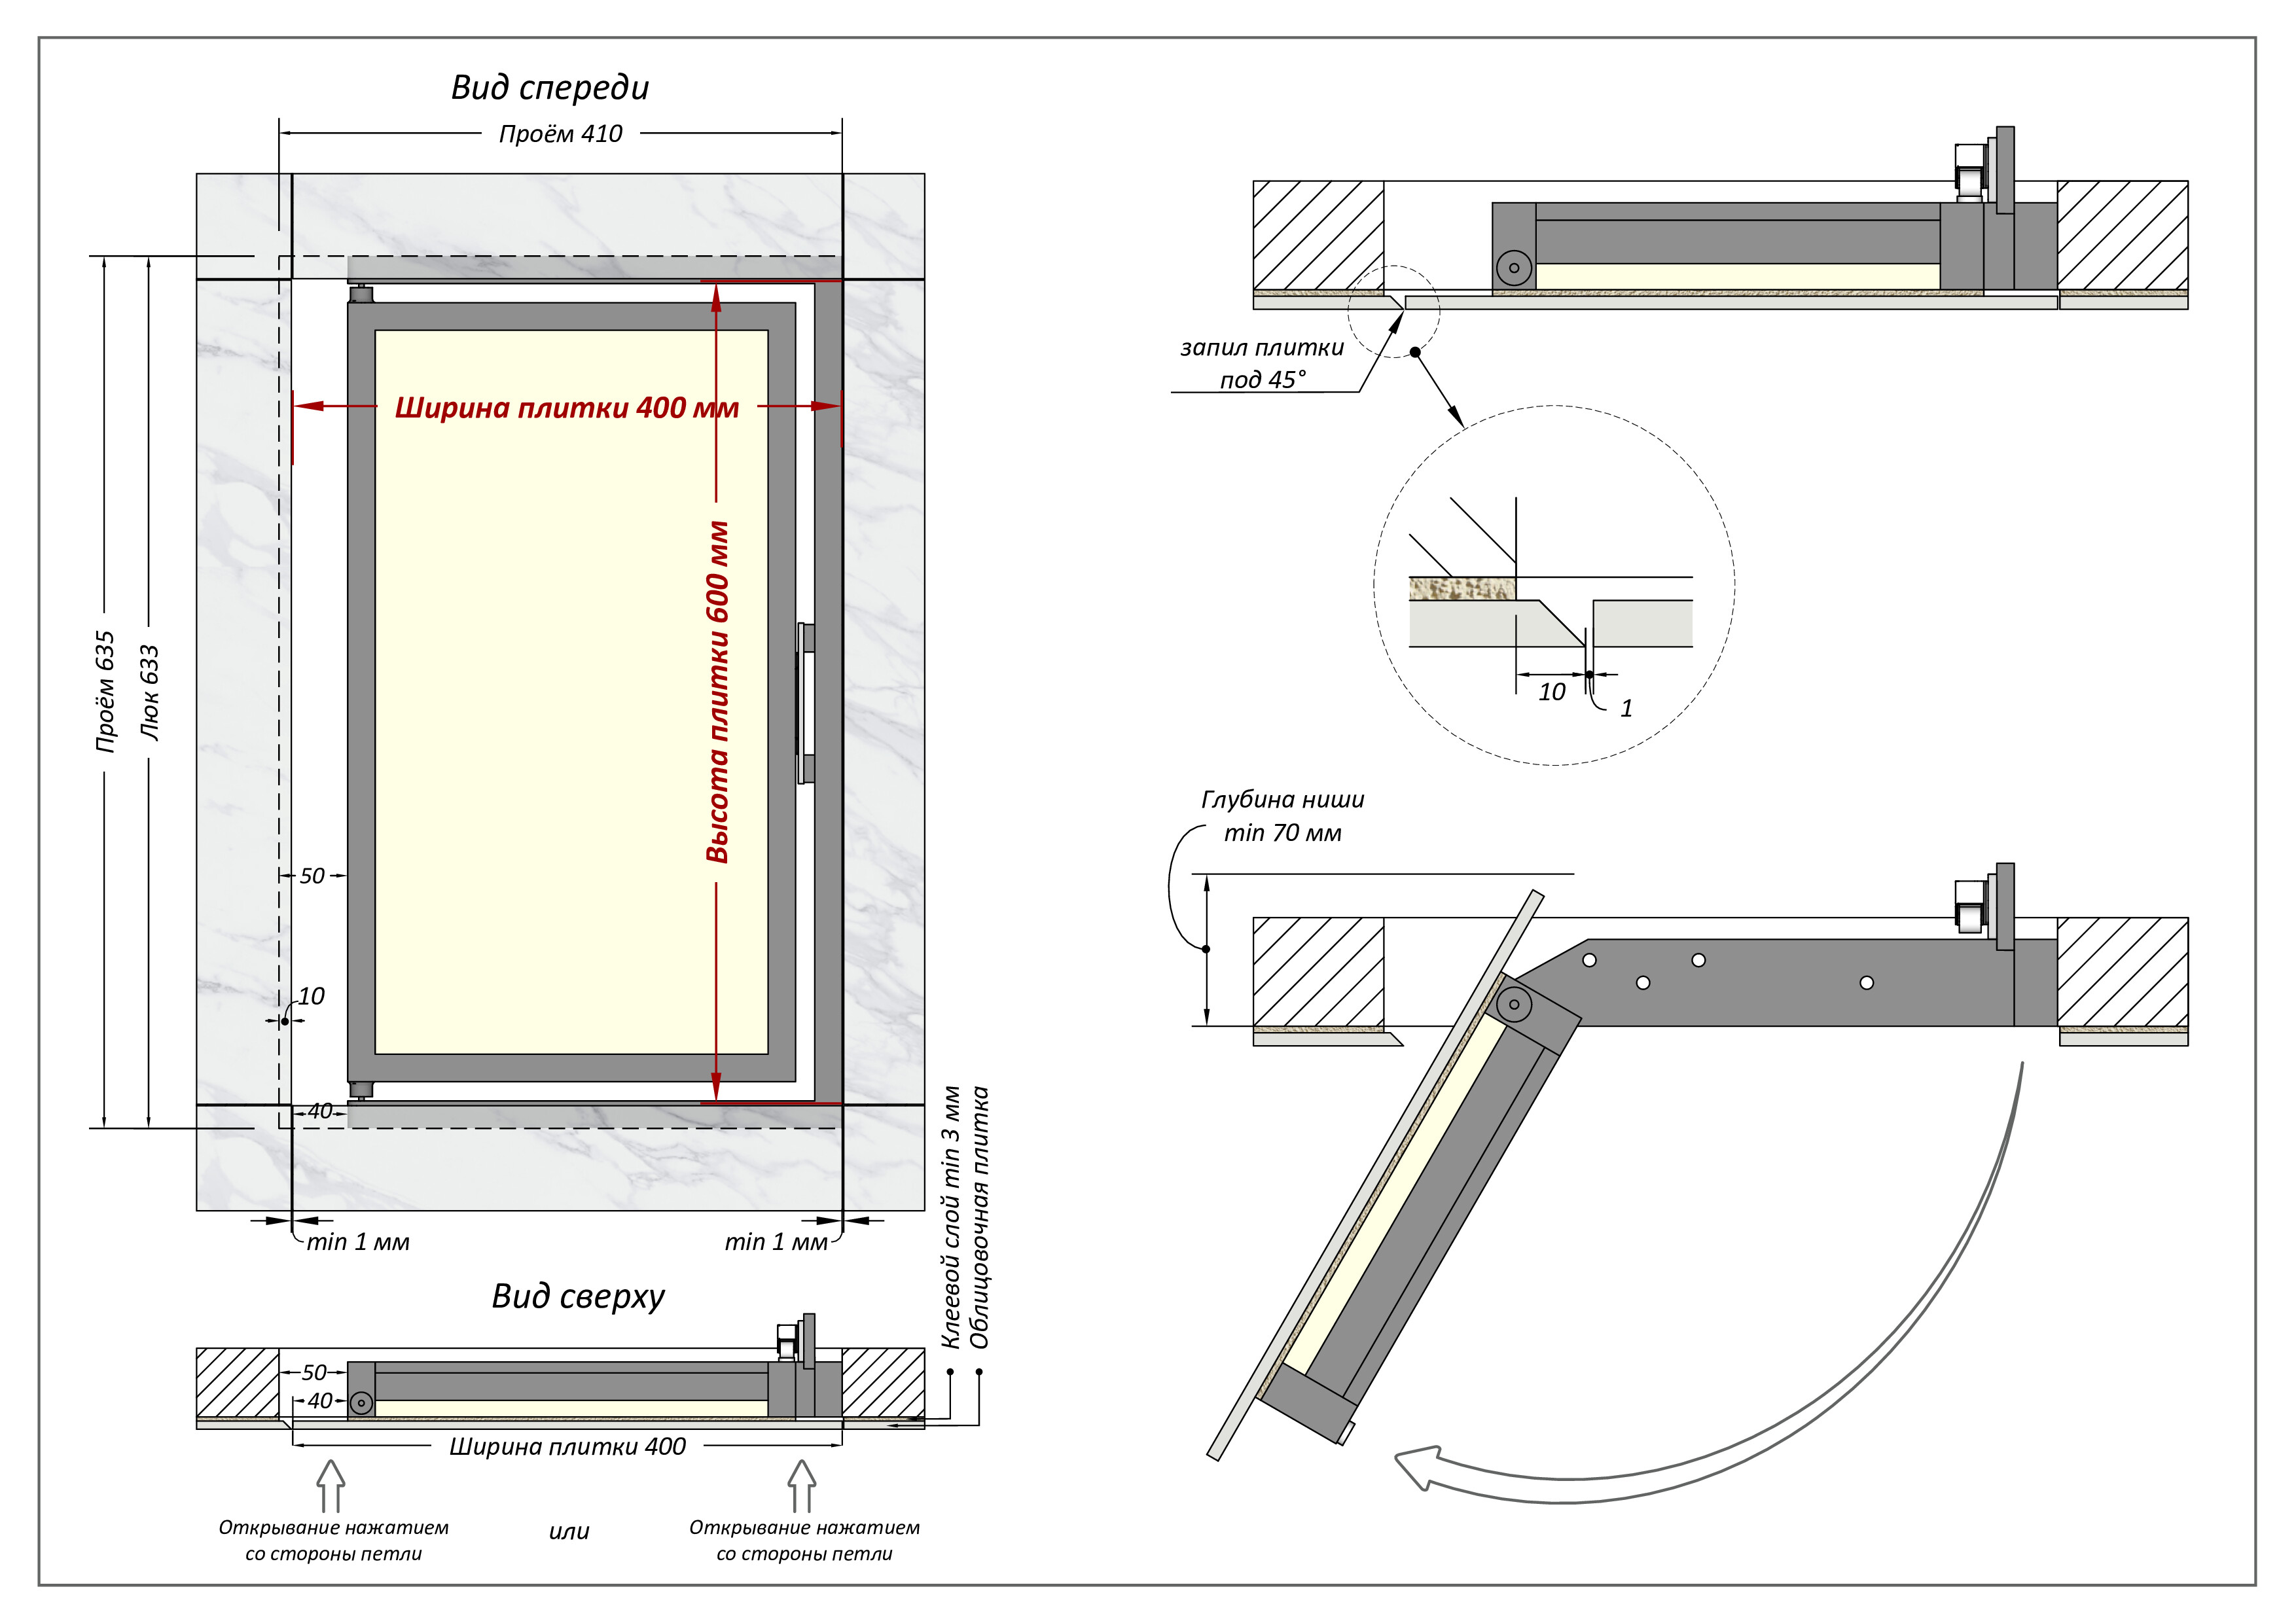 Вид спереди
Проём 410
Ширина плитки 400 мм
Высота плитки 600 мм
Проём 635
Люк 633
50
10
40
min 1 мм
min 1 мм
Клеевой слой min 3 мм
Облицовочная плитка
Вид сверху
50
40
Ширина плитки 400
Открывание нажатием
со стороны петли
или
Открывание нажатием
со стороны петли
запил плитки
под 45°
10
1
Глубина ниши
min 70 мм